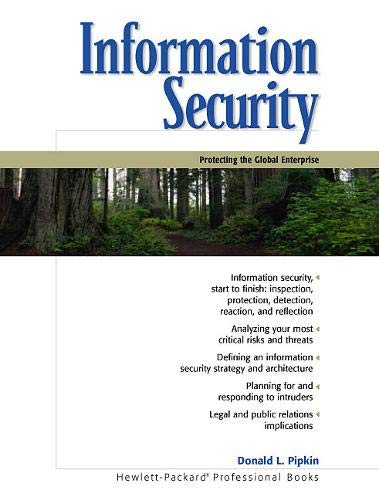 Information
Security
Protecting the Global Enterprise
Information security,
start to finish: inspection,
protection, detection,
reaction, and reflection
Analyzing your most
critical risks and threats
Defining an information
security strategy and architecture
Planning for and
responding to intruders
Legal and public relations
implications
Donald L. Pipkin
Hewlett-Packard® Professional Books